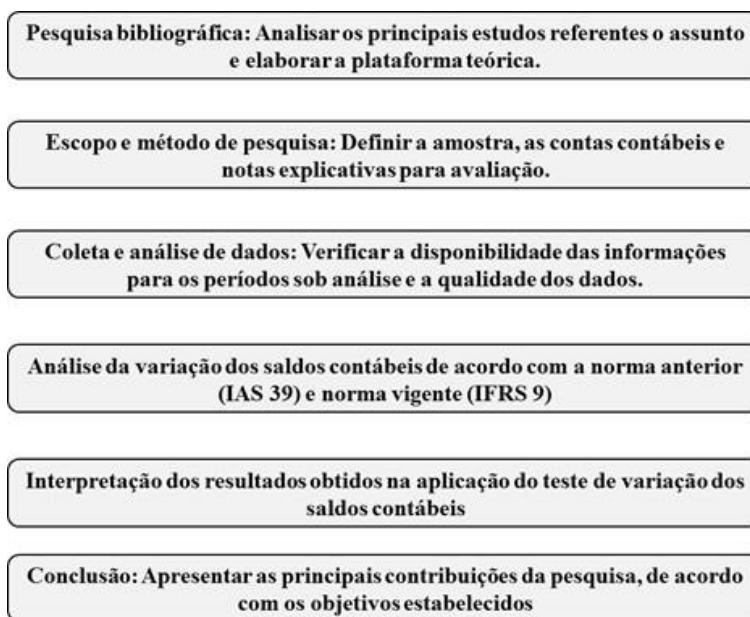 Pesquisa bibliográfica: Analisar os principais estudos referentes o assunto
e elaborar a plataforma teórica.
Escopo e método de pesquisa: Definir a amostra, as contas contábeis e
notas explicativas para avaliação.
Coleta e análise de dados: Verificar a disponibilidade das informações
para os períodos sob análise e a qualidade dos dados.
Análise da variação dos saldos contábeis de acordo com a norma anterior
(IAS 39) e norma vigente (IFRS 9)
Interpretação dos resultados obtidos na aplicação do teste de variação dos
saldos contábeis
Conclusão: Apresentar as principais contribuições da pesquisa, de acordo
com os objetivos estabelecidos